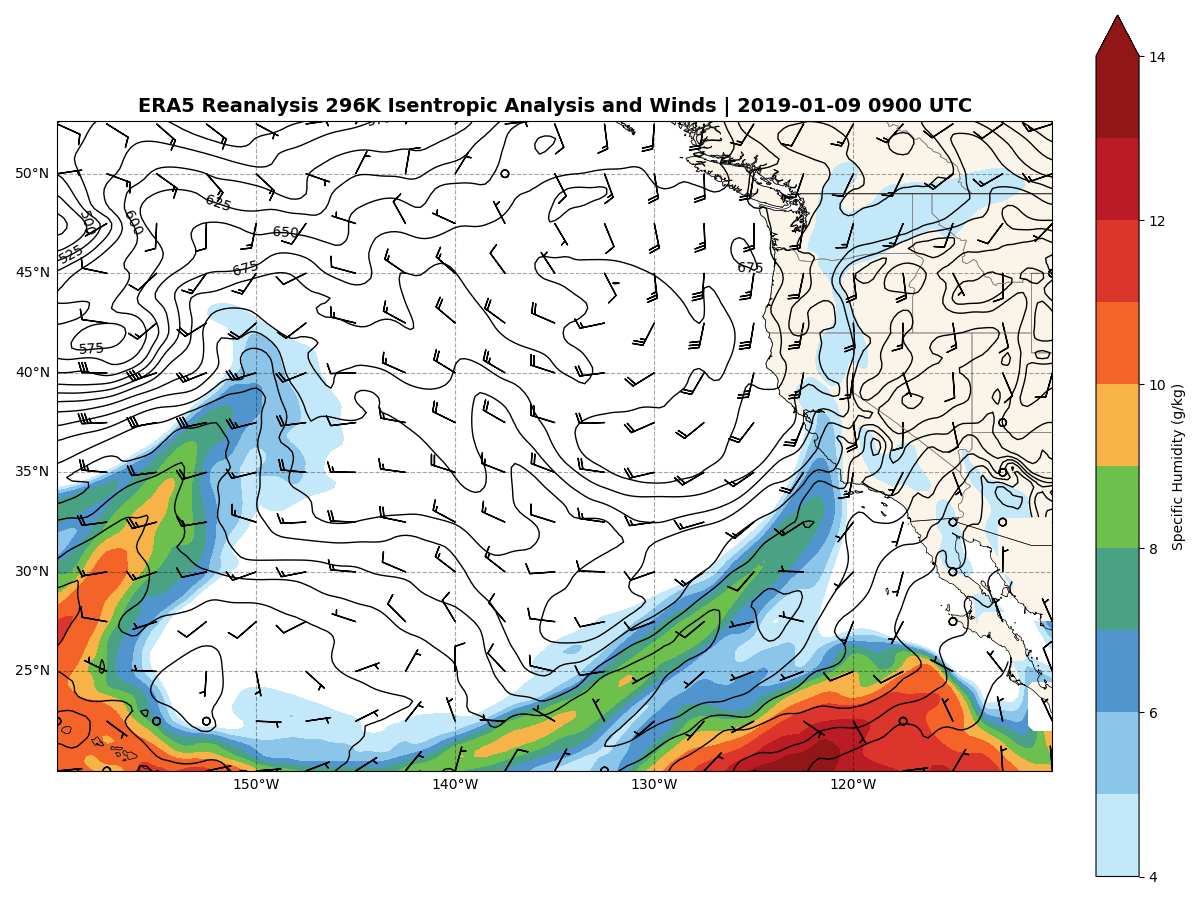 ERA5 Reanalysis 296K Isentropic Analysis and Winds | 2019-01-09 0900 UTC
50°N
45°N
40°N
35°N
30°N
25°N
150°W
140°W
130°W
120°W
625
600
650
525
675
675
575
14
12
10
8
6
4
Specific Humidity (g/kg)